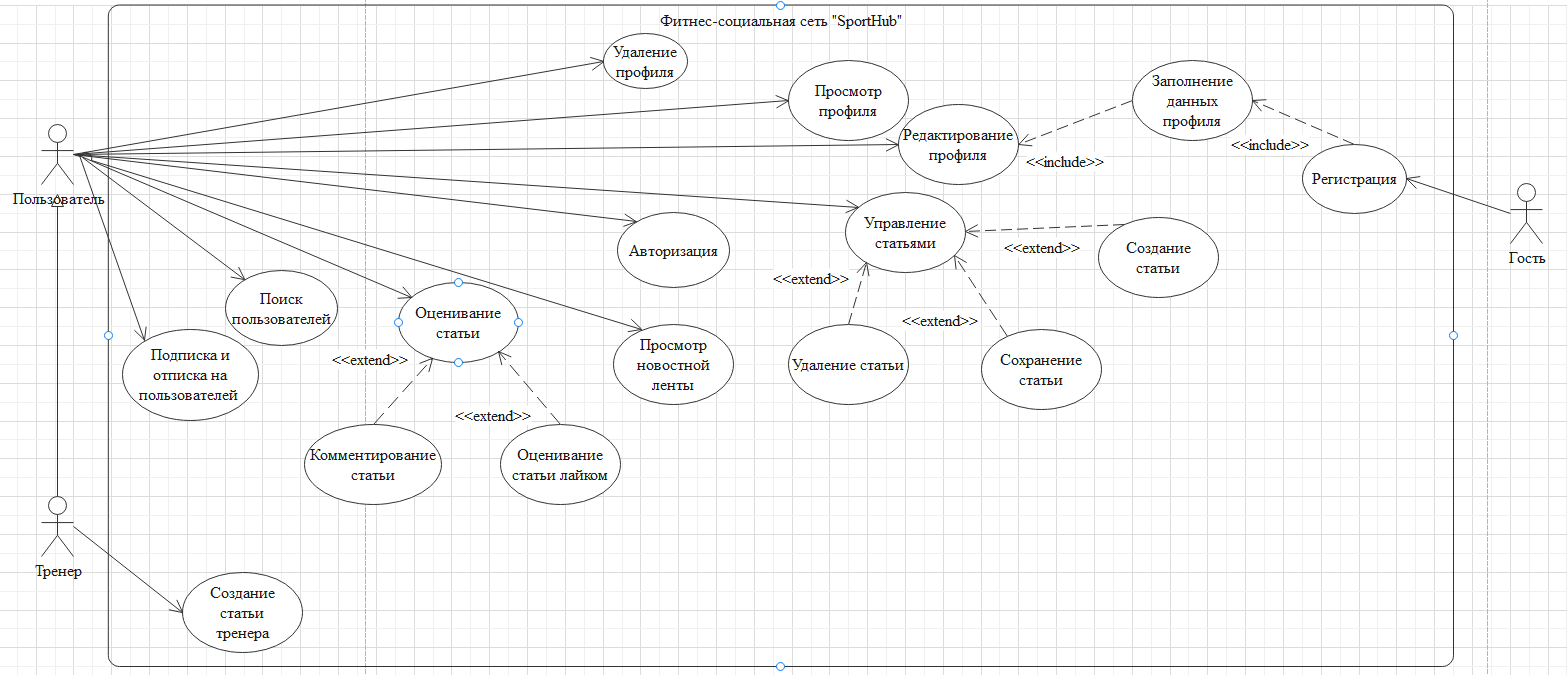 Фитнес-социальная сеть "SportHub"
Удаление
профиля
Просмотр
профиля
Заполнение
данных
профиля
Редактирование
профиля
<<include>>
<<include>>
Регистрация
Пользователь
Гость
Управление
статьями
Авторизация
<<extend>>
Создание
статьи
<<extend>>
<<extend>>
Поиск
пользователей
Оценивание
статьи
Просмотр
новостной
ленты
Удаление статьи
Сохранение
статьи
Подписка и
отписка на
пользователей
<<extend>>
<<extend>>
Комментирование
статьи
Оценивание
статьи лайком
Тренер
Создание
статьи
тренера